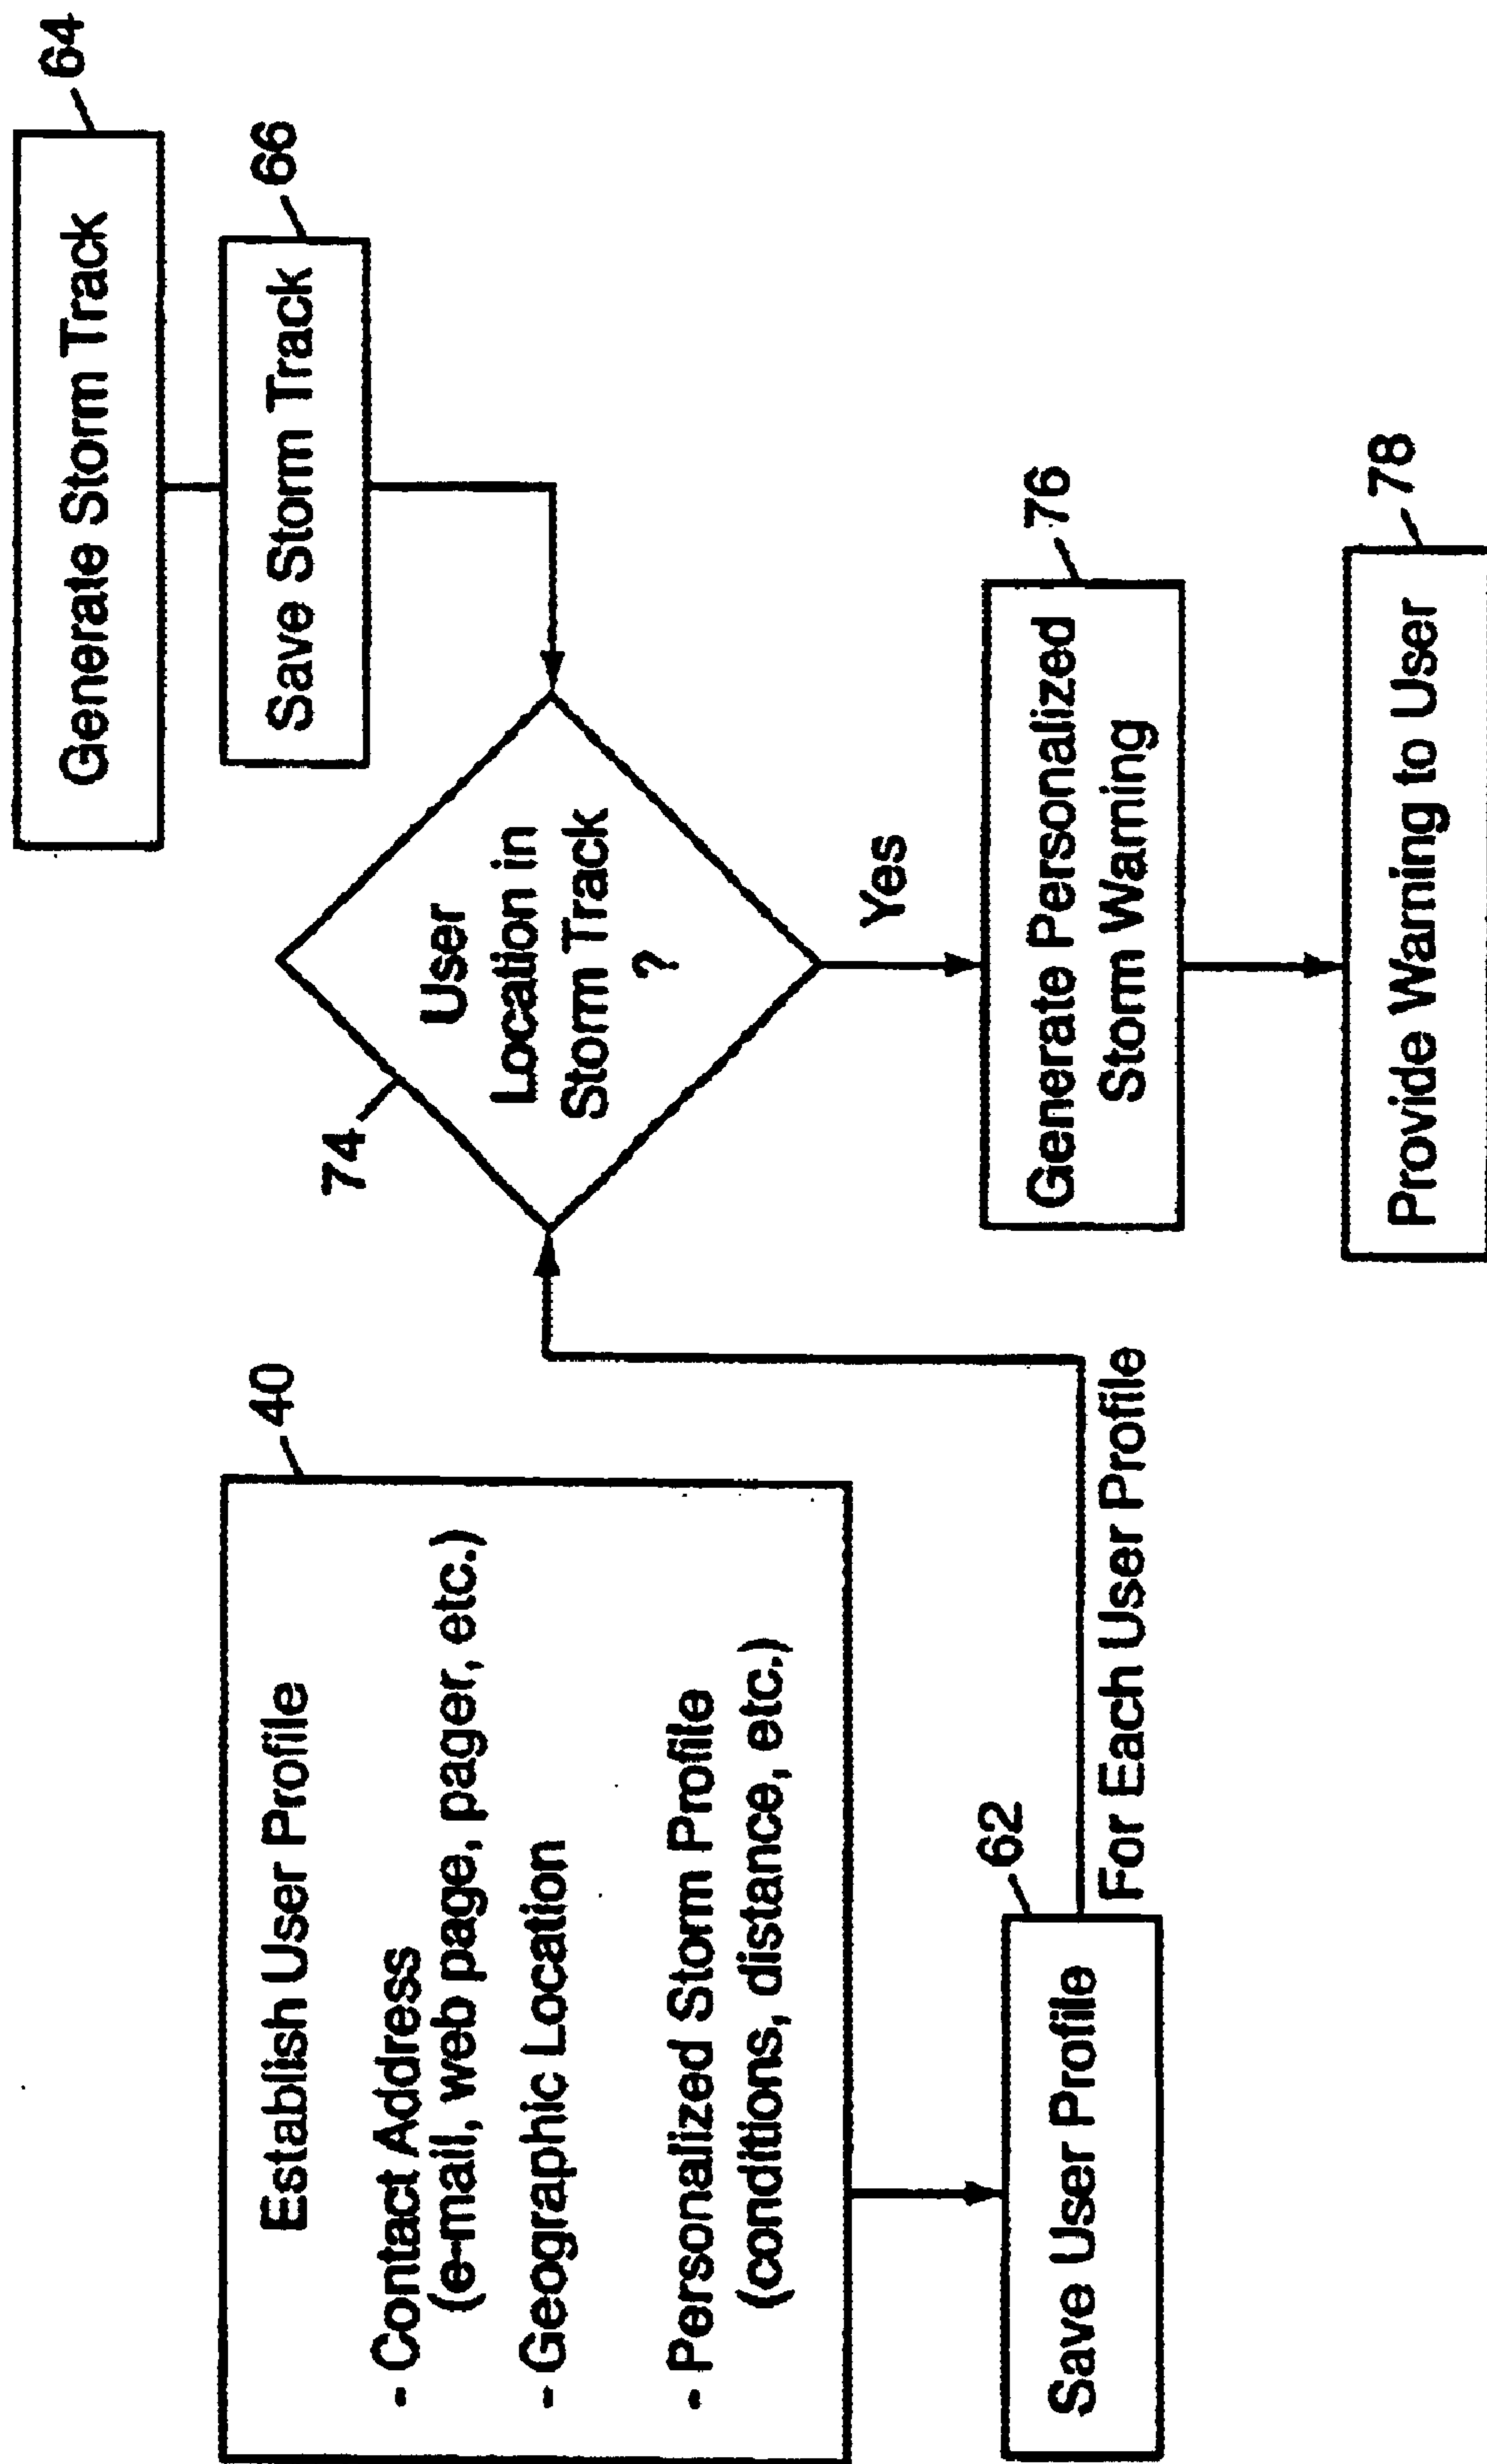 Establish User Profile
40
- Contact Address
(e-mail, web page, pager, etc.)
- Geographic Location
- Personalized Storm Profile
(conditions, distance, etc.)
62
Save User Profile
For Each User Profile
Generate Storm Track
64
Save Storm Track
66
74
User
Location in
Storm Track
?
Yes
Generate Personalized
Storm Warning
76
Provide Warning to User
78